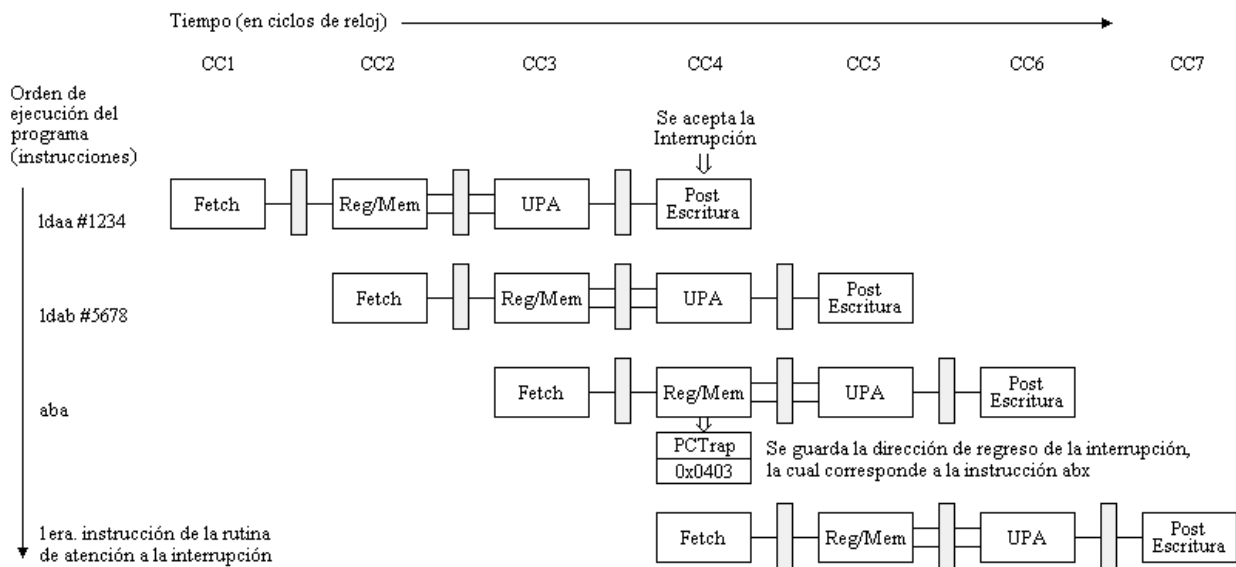 Tiempo (en ciclos de reloj)
CC1 CC2 CC3 CC4 CC5 CC6 CC7
Orden de
ejecución del
programa
(instrucciones)
Se acepta la
Interrupción
ldaa #1234
Fetch Reg/Mem UPA Post
Escritura
ldab #5678
Fetch Reg/Mem UPA Post
Escritura
aba
Fetch Reg/Mem UPA Post
Escritura
PCTrap
0x0403
Se guarda la dirección de regreso de la interrupción,
la cual corresponde a la instrucción abx
1era. instrucción de la rutina
de atención a la interrupción
Fetch Reg/Mem UPA Post
Escritura